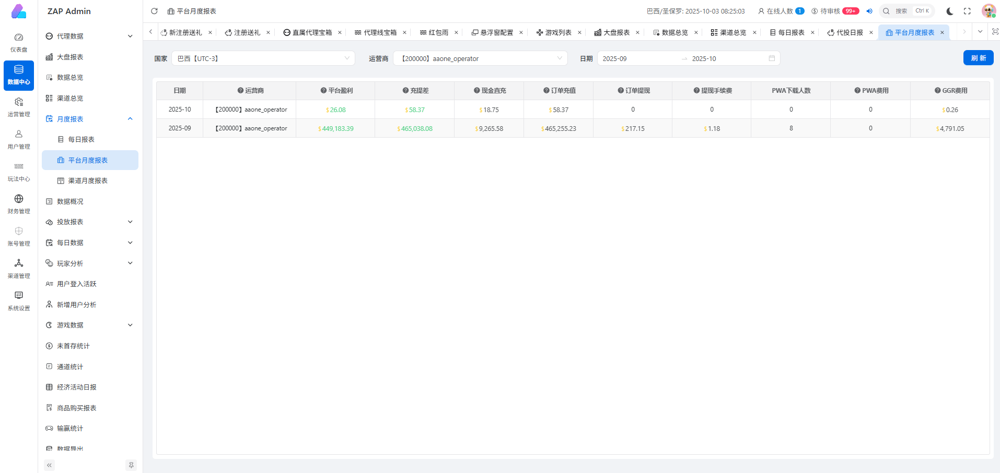 ZAP Admin
平台月度报表
巴西/圣保罗: 2025-10-03 08:25:03
在线人数 1
待审核 99+
搜索 Ctrl K
新注册送礼 ×
注册送礼 ×
直属代理宝箱 ×
代理线宝箱 ×
红包雨 ×
悬浮窗配置 ×
游戏列表 ×
大盘报表 ×
数据总览 ×
渠道总览 ×
每日报表 ×
代投日报 ×
平台月度报表 ×
仪表盘
数据中心
运营管理
用户管理
玩法中心
财务管理
账号管理
渠道管理
系统设置
代理数据
大盘报表
数据总览
渠道总览
月度报表
每日报表
平台月度报表
渠道月度报表
数据概况
投放报表
每日数据
玩家分析
用户登入活跃
新增用户分析
游戏数据
未首存统计
通道统计
经济活动日报
商品购买报表
输赢统计
数据导出
国家 巴西【UTC-3】 运营商 【200000】aaone_operator 日期 2025-09 → 2025-10 刷 新
日期 运营商 平台盈利 充提差 现金直充 订单充值 订单提现 提现手续费 PWA下载人数 PWA费用 GGR费用
2025-10 【200000】aaone_operator $26.08 $58.37 $18.75 $58.37 0 0 0 0 $0.26
2025-09 【200000】aaone_operator $449,183.39 $465,038.08 $9,265.58 $465,255.23 $217.15 $1.18 8 0 $4,791.05